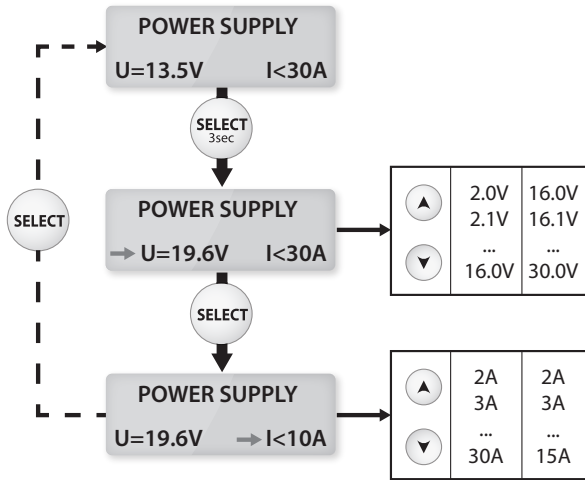 POWER SUPPLY
U=13.5V I<30A
SELECT
3sec
POWER SUPPLY
U=19.6V I<30A
2.0V 16.0V
2.1V 16.1V
... ...
16.0V 30.0V
SELECT
SELECT
POWER SUPPLY
U=19.6V I<10A
2A 2A
3A 3A
... ...
30A 15A